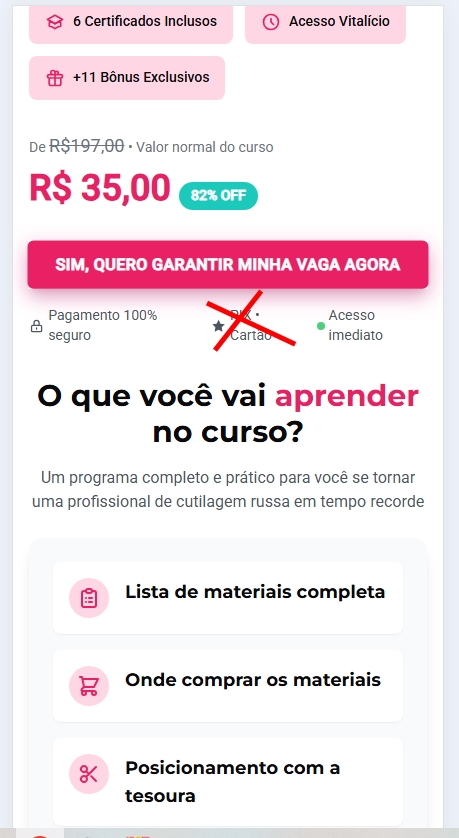 6 Certificados Inclusos
Acesso Vitalício
+11 Bônus Exclusivos
De R$197,00 • Valor normal do curso
R$ 35,00 82% OFF
SIM, QUERO GARANTIR MINHA VAGA AGORA
Pagamento 100%
seguro
PIX •
Cartão
Acesso
imediato
O que você vai aprender
no curso?
Um programa completo e prático para você se tornar
uma profissional de cutilagem russa em tempo recorde
Lista de materiais completa
Onde comprar os materiais
Posicionamento com a
tesoura